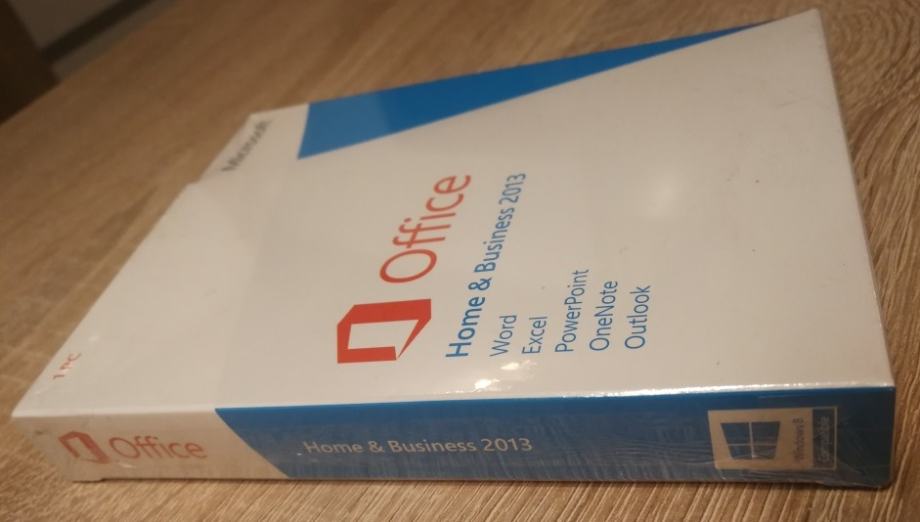 Microsoft
Office
Home & Business 2013
Word
Excel
PowerPoint
OneNote
Outlook
1 PC
Office
Home & Business 2013
Windows 8
Compatible